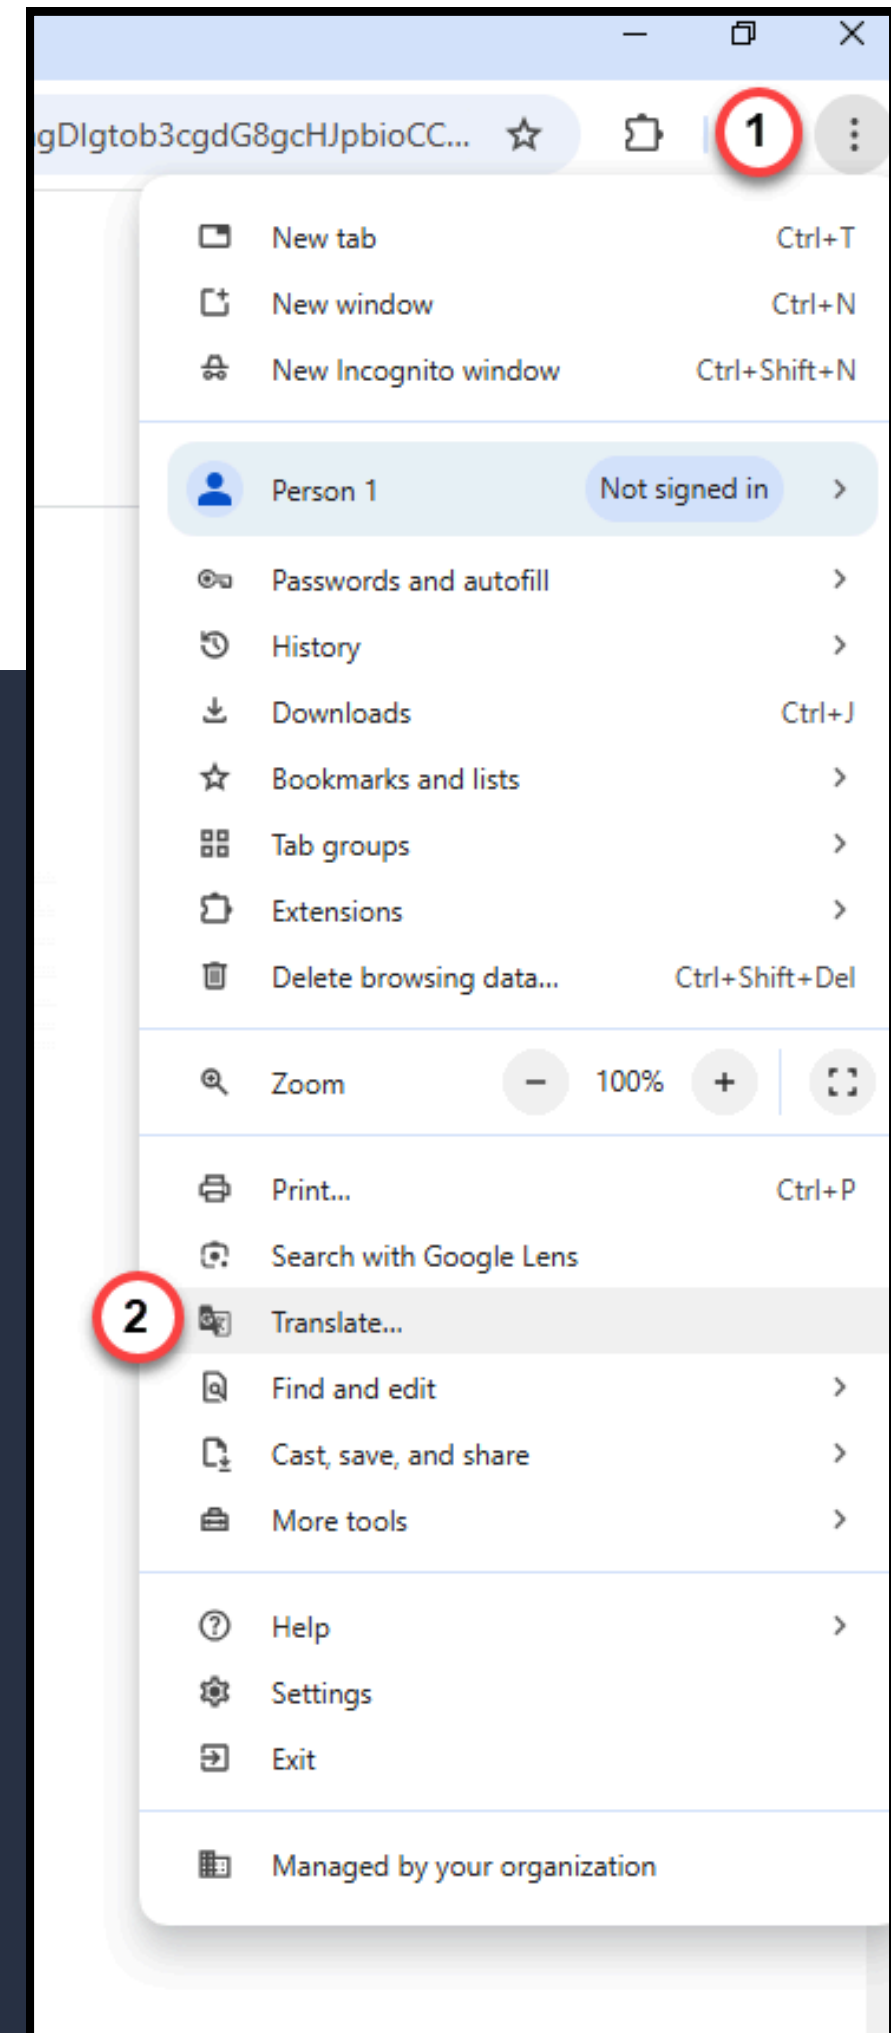 gDIgtob3cgdG8gcHJpbioCC...
1
New tab Ctrl+T
New window Ctrl+N
New Incognito window Ctrl+Shift+N
Person 1 Not signed in
Passwords and autofill
History
Downloads Ctrl+J
Bookmarks and lists
Tab groups
Extensions
Delete browsing data... Ctrl+Shift+Del
Zoom − 100% +
Print... Ctrl+P
Search with Google Lens
2 Translate...
Find and edit
Cast, save, and share
More tools
Help
Settings
Exit
Managed by your organization